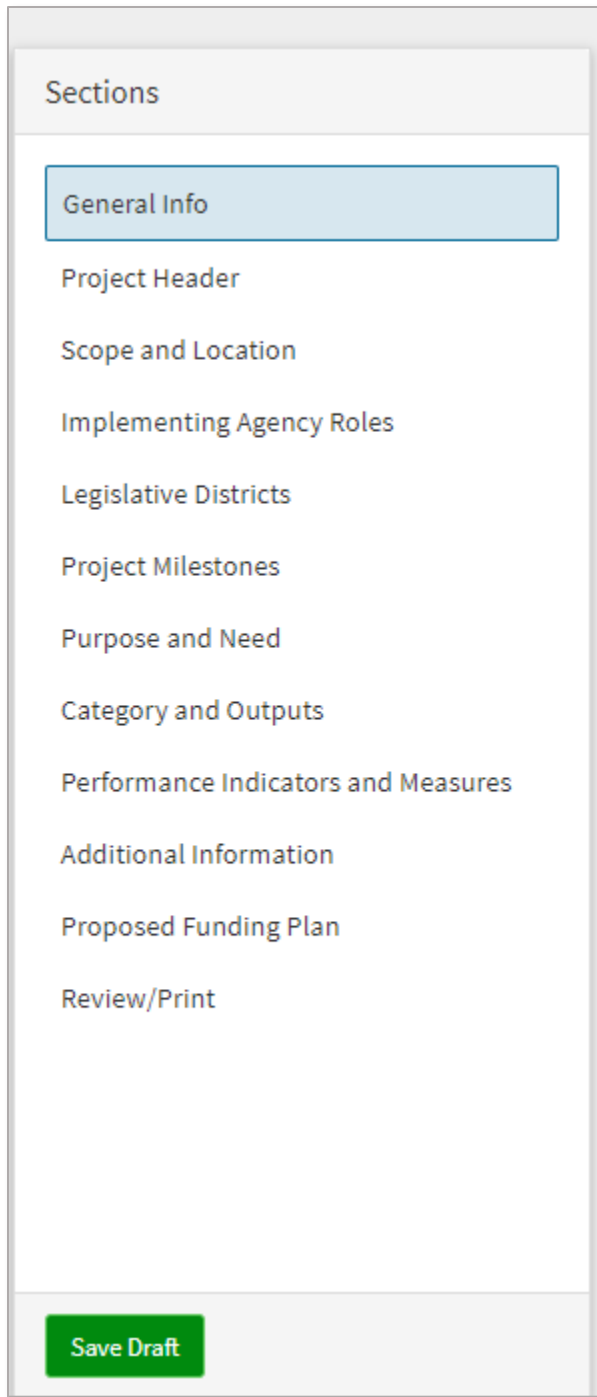 Sections
General Info
Project Header
Scope and Location
Implementing Agency Roles
Legislative Districts
Project Milestones
Purpose and Need
Category and Outputs
Performance Indicators and Measures
Additional Information
Proposed Funding Plan
Review/Print
Save Draft